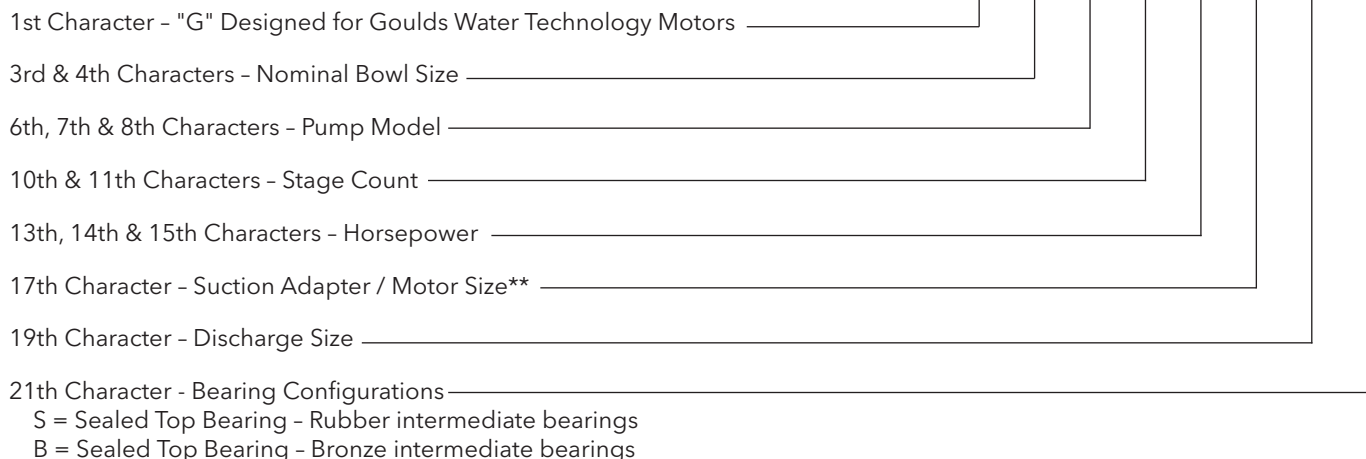 1st Character – "G" Designed for Goulds Water Technology Motors
3rd & 4th Characters – Nominal Bowl Size
6th, 7th & 8th Characters – Pump Model
10th & 11th Characters – Stage Count
13th, 14th & 15th Characters – Horsepower
17th Character – Suction Adapter / Motor Size**
19th Character – Discharge Size
21th Character - Bearing Configurations
S = Sealed Top Bearing – Rubber intermediate bearings
B = Sealed Top Bearing – Bronze intermediate bearings